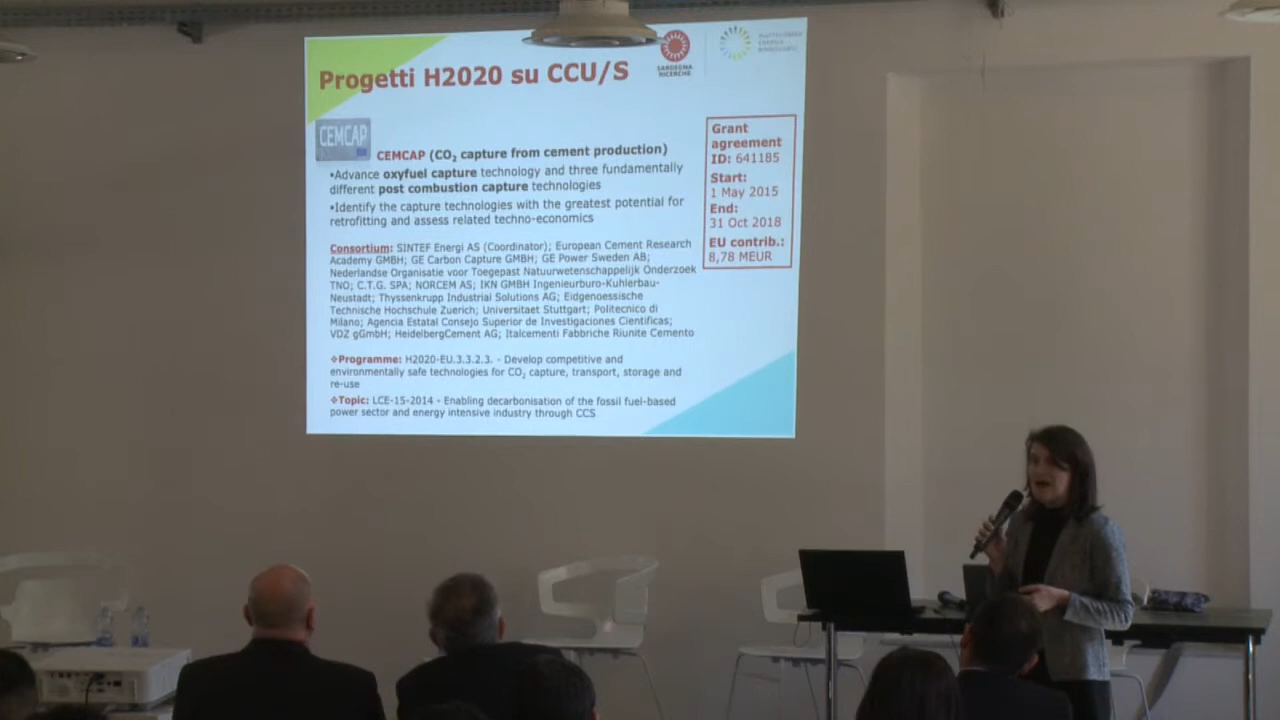 Progetti H2020 su CCU/S
SARDEGNA
RICERCHE
PIATTAFORMA
ENERGIE
RINNOVABILI
CEMCAP
CEMCAP (CO₂ capture from cement production)
•Advance oxyfuel capture technology and three fundamentally
different post combustion capture technologies
•Identify the capture technologies with the greatest potential for
retrofitting and assess related techno-economics
Grant
agreement
ID: 641185
Start:
1 May 2015
End:
31 Oct 2018
EU contrib.:
8,78 MEUR
Consortium: SINTEF Energi AS (Coordinator); European Cement Research
Academy GMBH; GE Carbon Capture GMBH; GE Power Sweden AB;
Nederlandse Organisatie voor Toegepast Natuurwetenschappelijk Onderzoek
TNO; C.T.G. SPA; NORCEM AS; IKN GMBH Ingenieurburo-Kuhlerbau-
Neustadt; Thyssenkrupp Industrial Solutions AG; Eidgenoessische
Technische Hochschule Zuerich; Universitaet Stuttgart; Politecnico di
Milano; Agencia Estatal Consejo Superior de Investigaciones Cientificas;
VDZ gGmbH; HeidelbergCement AG; Italcementi Fabbriche Riunite Cemento
❖Programme: H2020-EU.3.3.2.3. - Develop competitive and
environmentally safe technologies for CO₂ capture, transport, storage and
re-use
❖Topic: LCE-15-2014 - Enabling decarbonisation of the fossil fuel-based
power sector and energy intensive industry through CCS